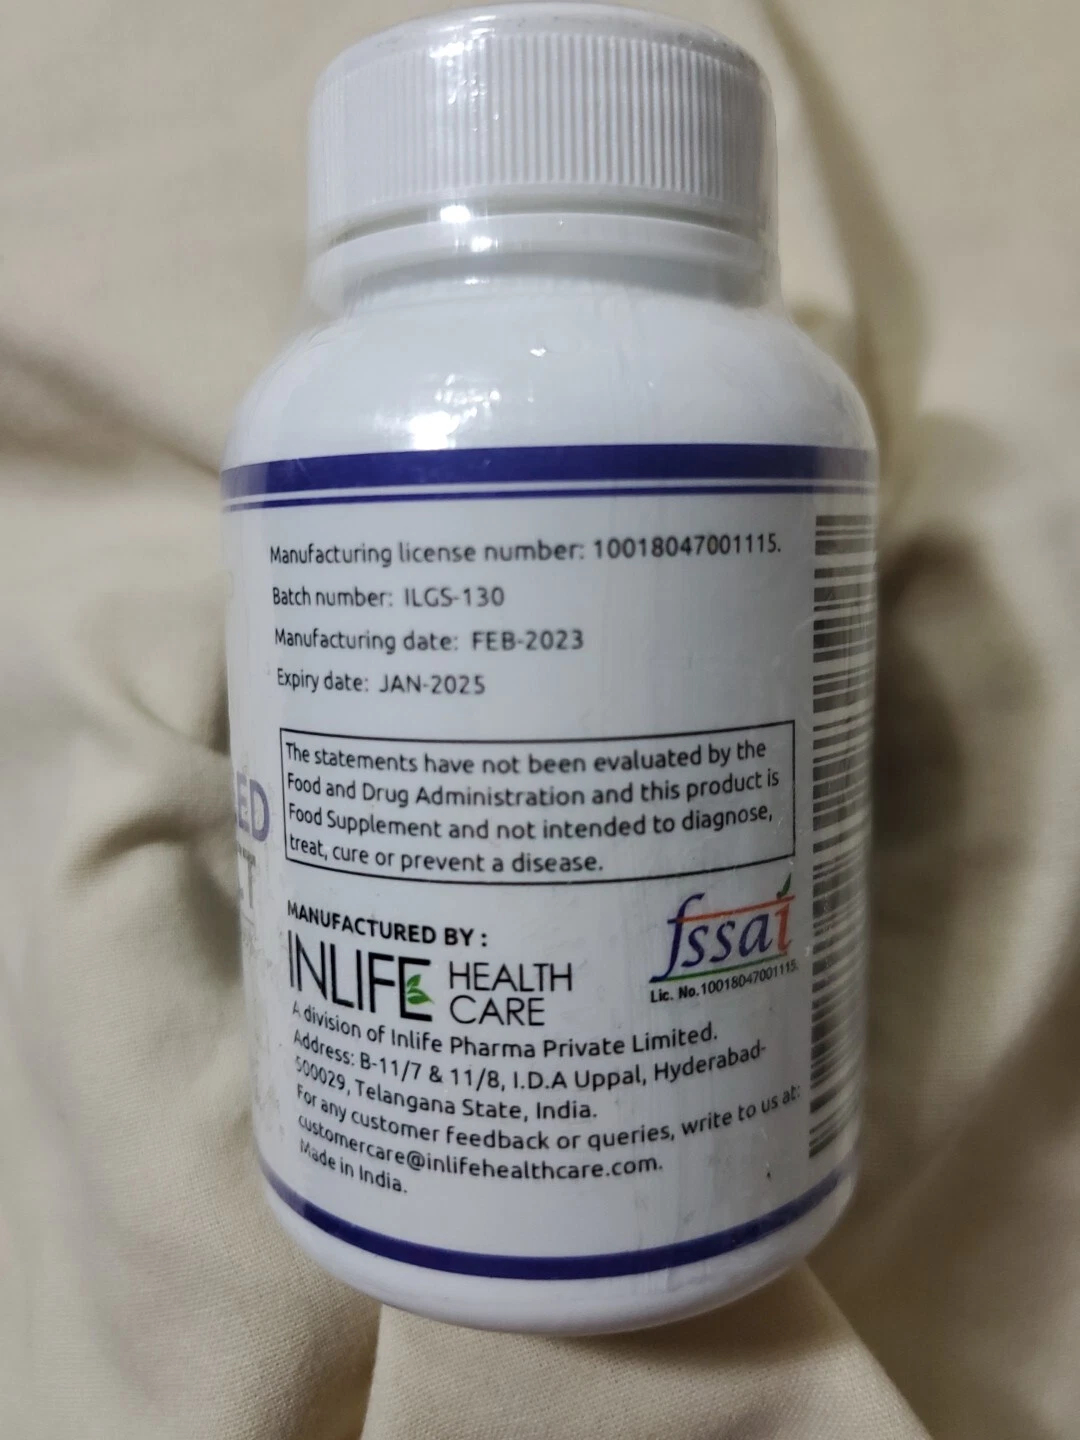 Manufacturing license number: 10018047001115.
Batch number: ILGS-130
Manufacturing date: FEB-2023
Expiry date: JAN-2025
The statements have not been evaluated by the
Food and Drug Administration and this product is
Food Supplement and not intended to diagnose,
treat, cure or prevent a disease.
MANUFACTURED BY :
INLIFE HEALTH
CARE
fssai
Lic. No.10018047001115.
A division of Inlife Pharma Private Limited.
Address: B-11/7 & 11/8, I.D.A Uppal, Hyderabad-
500029, Telangana State, India.
For any customer feedback or queries, write to us at:
customercare@inlifehealthcare.com.
Made in India.